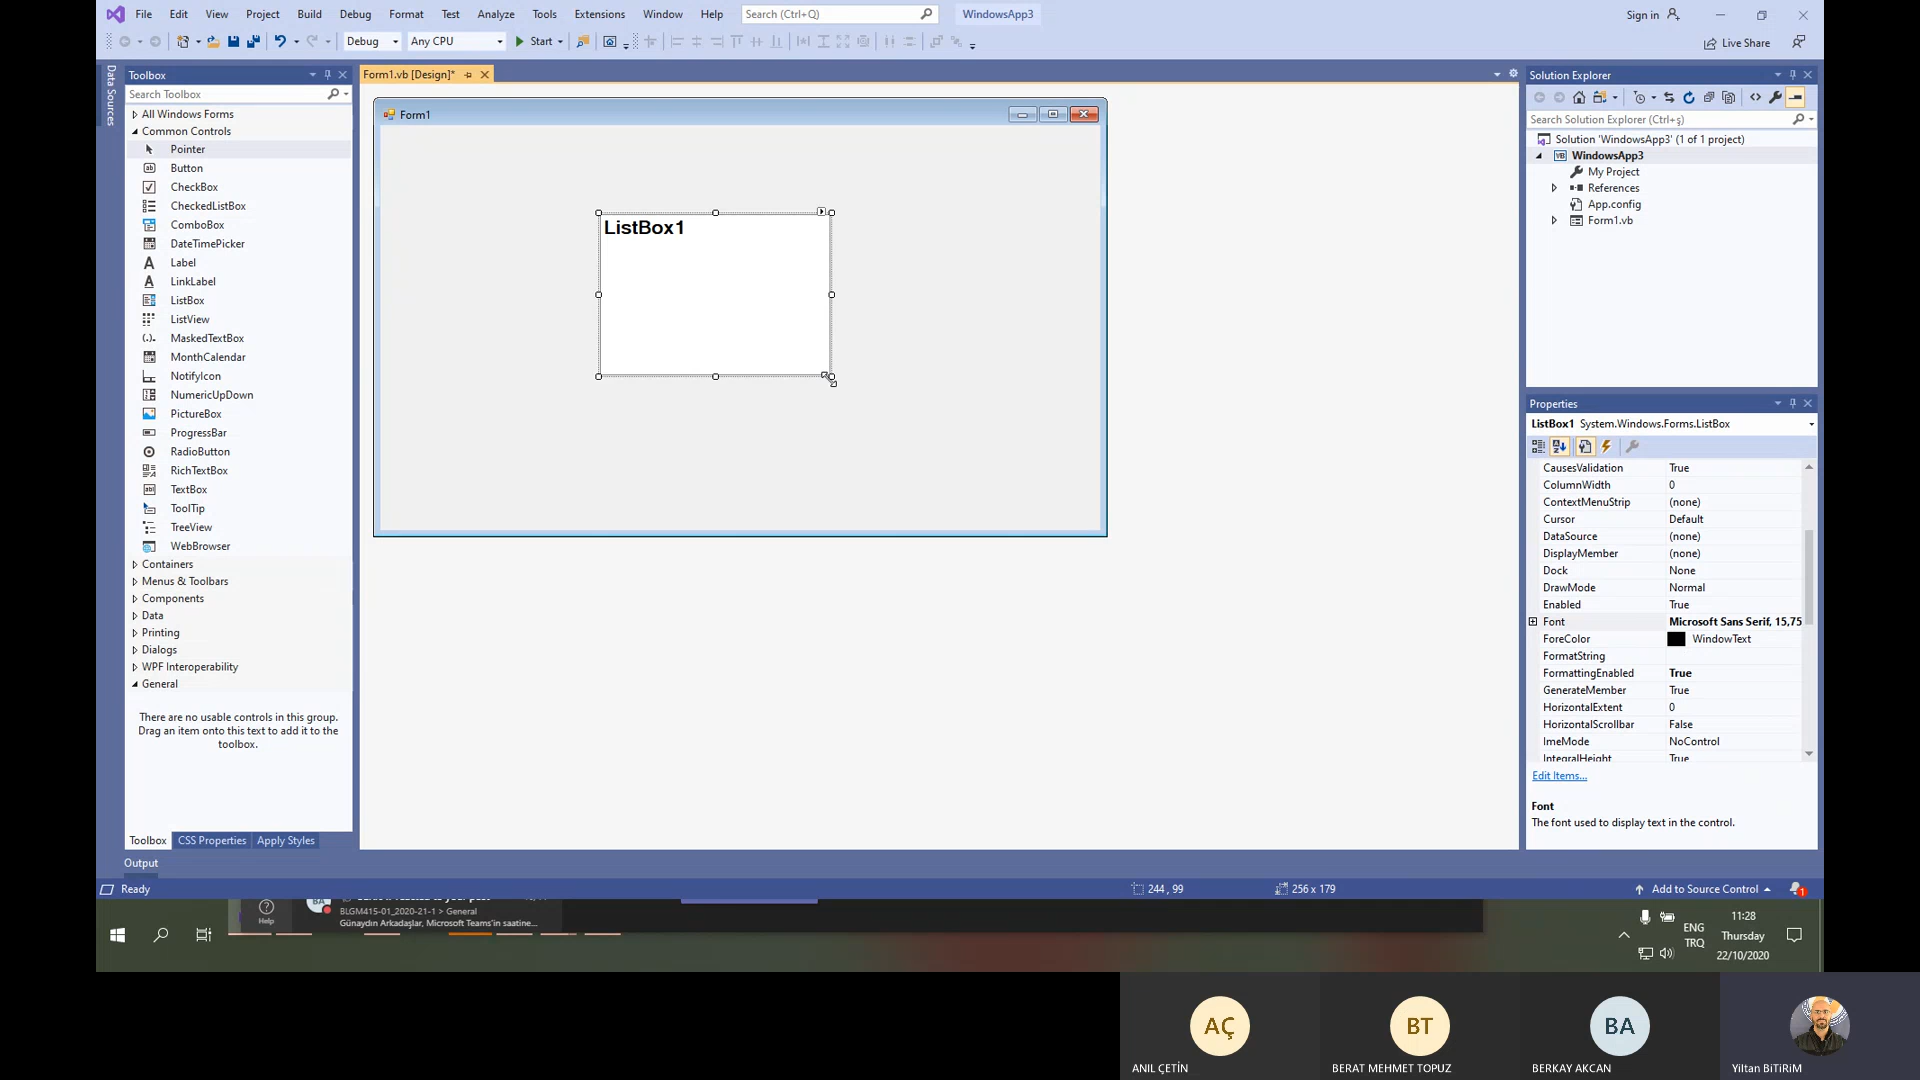 File Edit View Project Build Debug Format Test Analyze Tools Extensions Window Help Search (Ctrl+Q) WindowsApp3 Sign in
Debug Any CPU Start Live Share
Data Sources
Toolbox
Search Toolbox
All Windows Forms
Common Controls
Pointer
Button
CheckBox
CheckedListBox
ComboBox
DateTimePicker
Label
LinkLabel
ListBox
ListView
MaskedTextBox
MonthCalendar
NotifyIcon
NumericUpDown
PictureBox
ProgressBar
RadioButton
RichTextBox
TextBox
ToolTip
TreeView
WebBrowser
Containers
Menus & Toolbars
Components
Data
Printing
Dialogs
WPF Interoperability
General
There are no usable controls in this group.
Drag an item onto this text to add it to the
toolbox.
Toolbox CSS Properties Apply Styles
Output
Form1.vb [Design]*
Form1
ListBox1
Solution Explorer
Search Solution Explorer (Ctrl+ş)
Solution 'WindowsApp3' (1 of 1 project)
WindowsApp3
My Project
References
App.config
Form1.vb
Properties
ListBox1 System.Windows.Forms.ListBox
CausesValidation True
ColumnWidth 0
ContextMenuStrip (none)
Cursor Default
DataSource (none)
DisplayMember (none)
Dock None
DrawMode Normal
Enabled True
Font Microsoft Sans Serif, 15,75
ForeColor WindowText
FormatString
FormattingEnabled True
GenerateMember True
HorizontalExtent 0
HorizontalScrollbar False
ImeMode NoControl
IntegralHeight True
Edit Items...
Font
The font used to display text in the control.
Ready 244 , 99 256 x 179 Add to Source Control 1
Help
BA
BLGM415-01_2020-21-1 > General
Günaydın Arkadaşlar, Microsoft Teams'in saatine...
ENG
TRQ
11:28
Thursday
22/10/2020
AÇ
ANIL ÇETİN
BT
BERAT MEHMET TOPUZ
BA
BERKAY AKCAN
Yiltan BiTiRiM